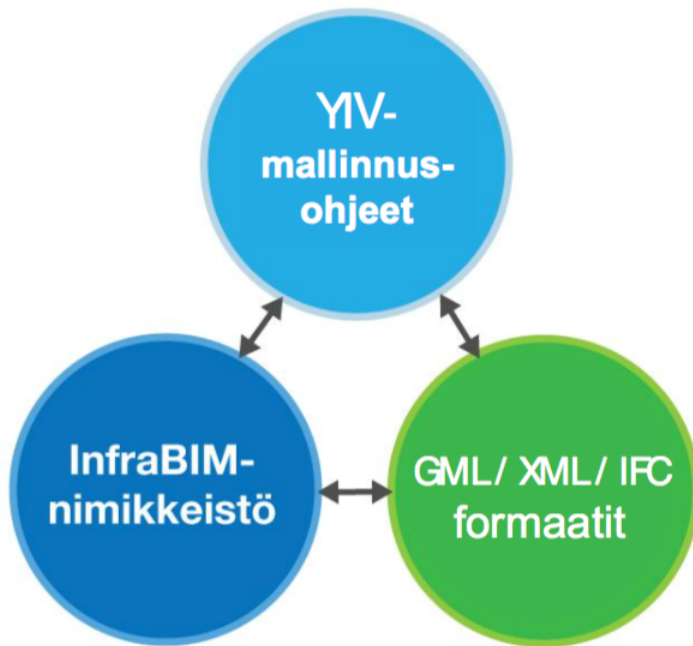 YIV-
mallinnus-
ohjeet
InfraBIM-
nimikkeistö
GML/ XML/ IFC
formaatit